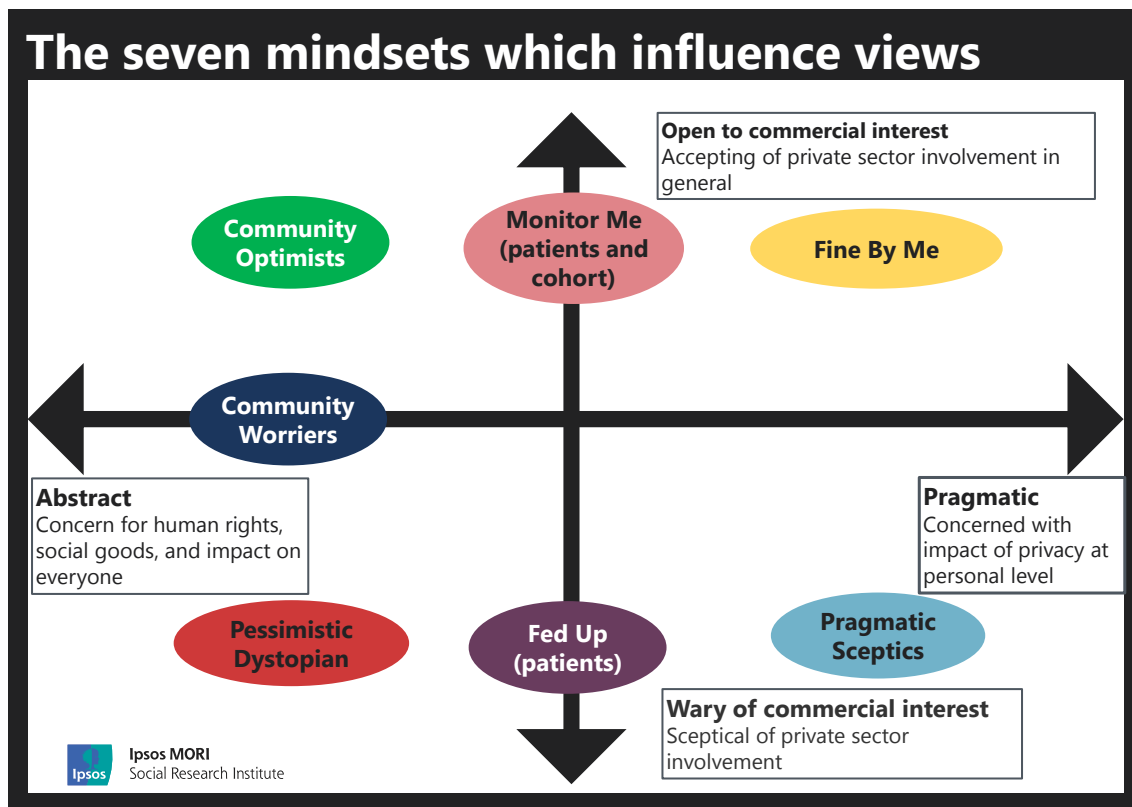 The seven mindsets which influence views
Open to commercial interest
Accepting of private sector involvement in
general
Community
Optimists
Monitor Me
(patients and
cohort)
Fine By Me
Community
Worriers
Abstract
Concern for human rights,
social goods, and impact on
everyone
Pragmatic
Concerned with
impact of privacy at
personal level
Pessimistic
Dystopian
Fed Up
(patients)
Pragmatic
Sceptics
Wary of commercial interest
Sceptical of private sector
involvement
Ipsos
Ipsos MORI
Social Research Institute